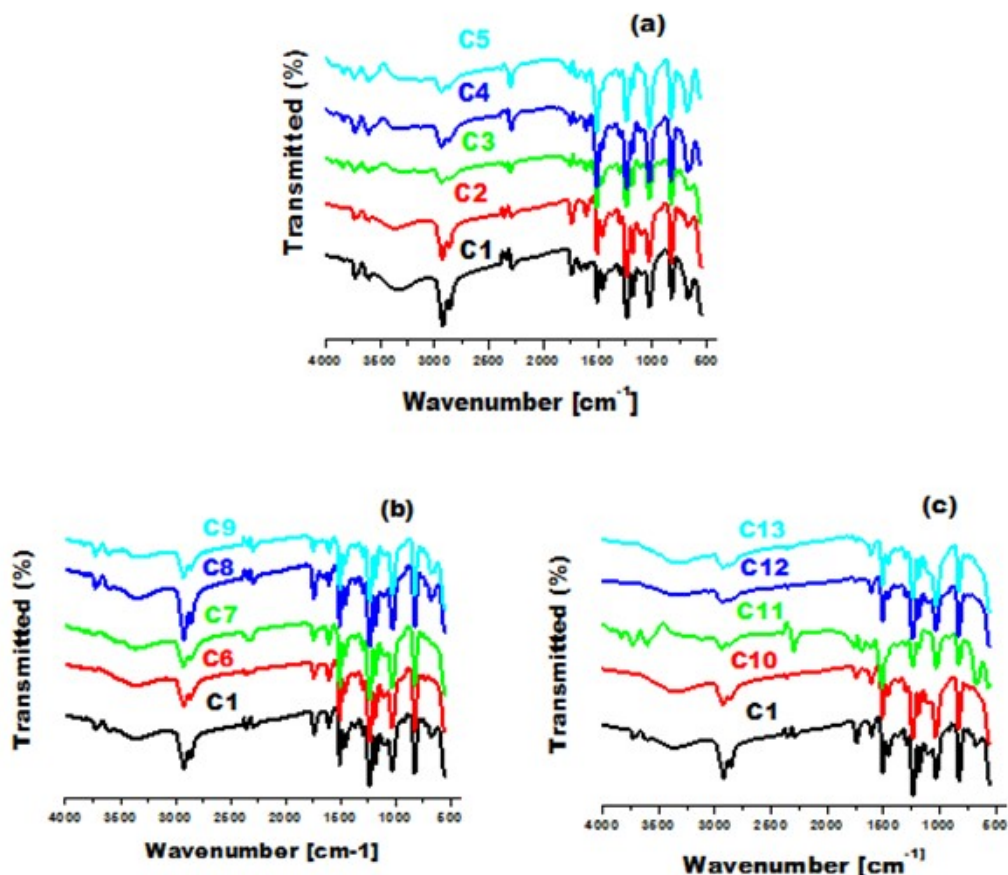 (a)
C5
C4
C3
C2
C1
Transmitted (%)
4000 3500 3000 2500 2000 1500 1000 500
Wavenumber [cm-1]
(b)
C9
C8
C7
C6
C1
Transmitted (%)
4000 3500 3000 2500 2000 1500 1000 500
Wavenumber [cm-1]
(c)
C13
C12
C11
C10
C1
Transmitted (%)
4000 3500 3000 2500 2000 1500 1000 500
Wavenumber [cm-1]